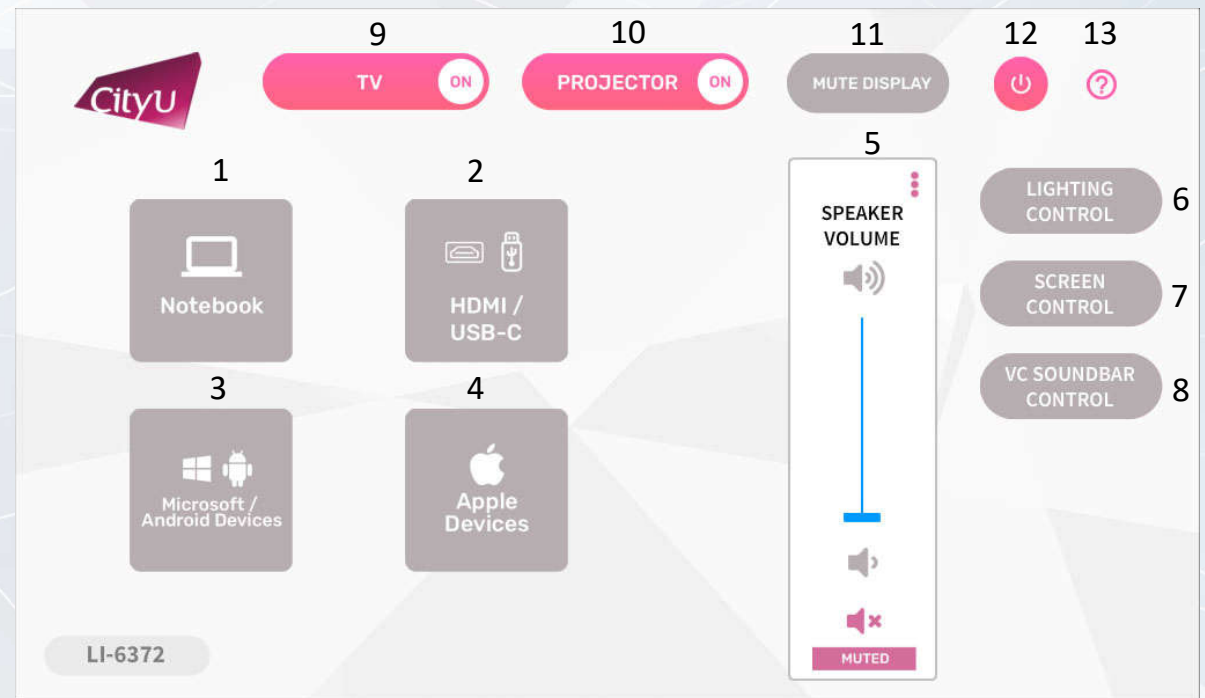 9
10
11
12
13
CityU
TV ON
PROJECTOR ON
MUTE DISPLAY
1
2
5
6
7
8
Notebook
HDMI /
USB-C
SPEAKER
VOLUME
LIGHTING
CONTROL
SCREEN
CONTROL
VC SOUNDBAR
CONTROL
3
4
Microsoft /
Android Devices
Apple
Devices
MUTED
LI-6372